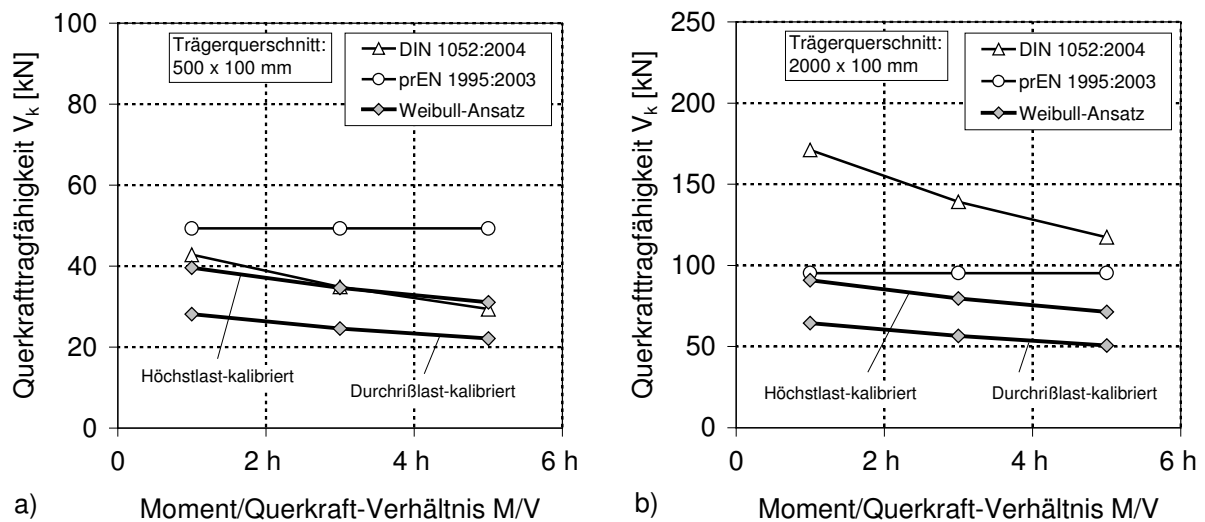 Querkrafttragfähigkeit V_k [kN]
100
80
60
40
20
0
Trägerquerschnitt:
500 x 100 mm
DIN 1052:2004
prEN 1995:2003
Weibull-Ansatz
Höchstlast-kalibriert
Durchrißlast-kalibriert
0
2 h
4 h
6 h
a)
Moment/Querkraft-Verhältnis M/V
Querkrafttragfähigkeit V_k [kN]
250
200
150
100
50
0
Trägerquerschnitt:
2000 x 100 mm
DIN 1052:2004
prEN 1995:2003
Weibull-Ansatz
Höchstlast-kalibriert
Durchrißlast-kalibriert
0
2 h
4 h
6 h
b)
Moment/Querkraft-Verhältnis M/V